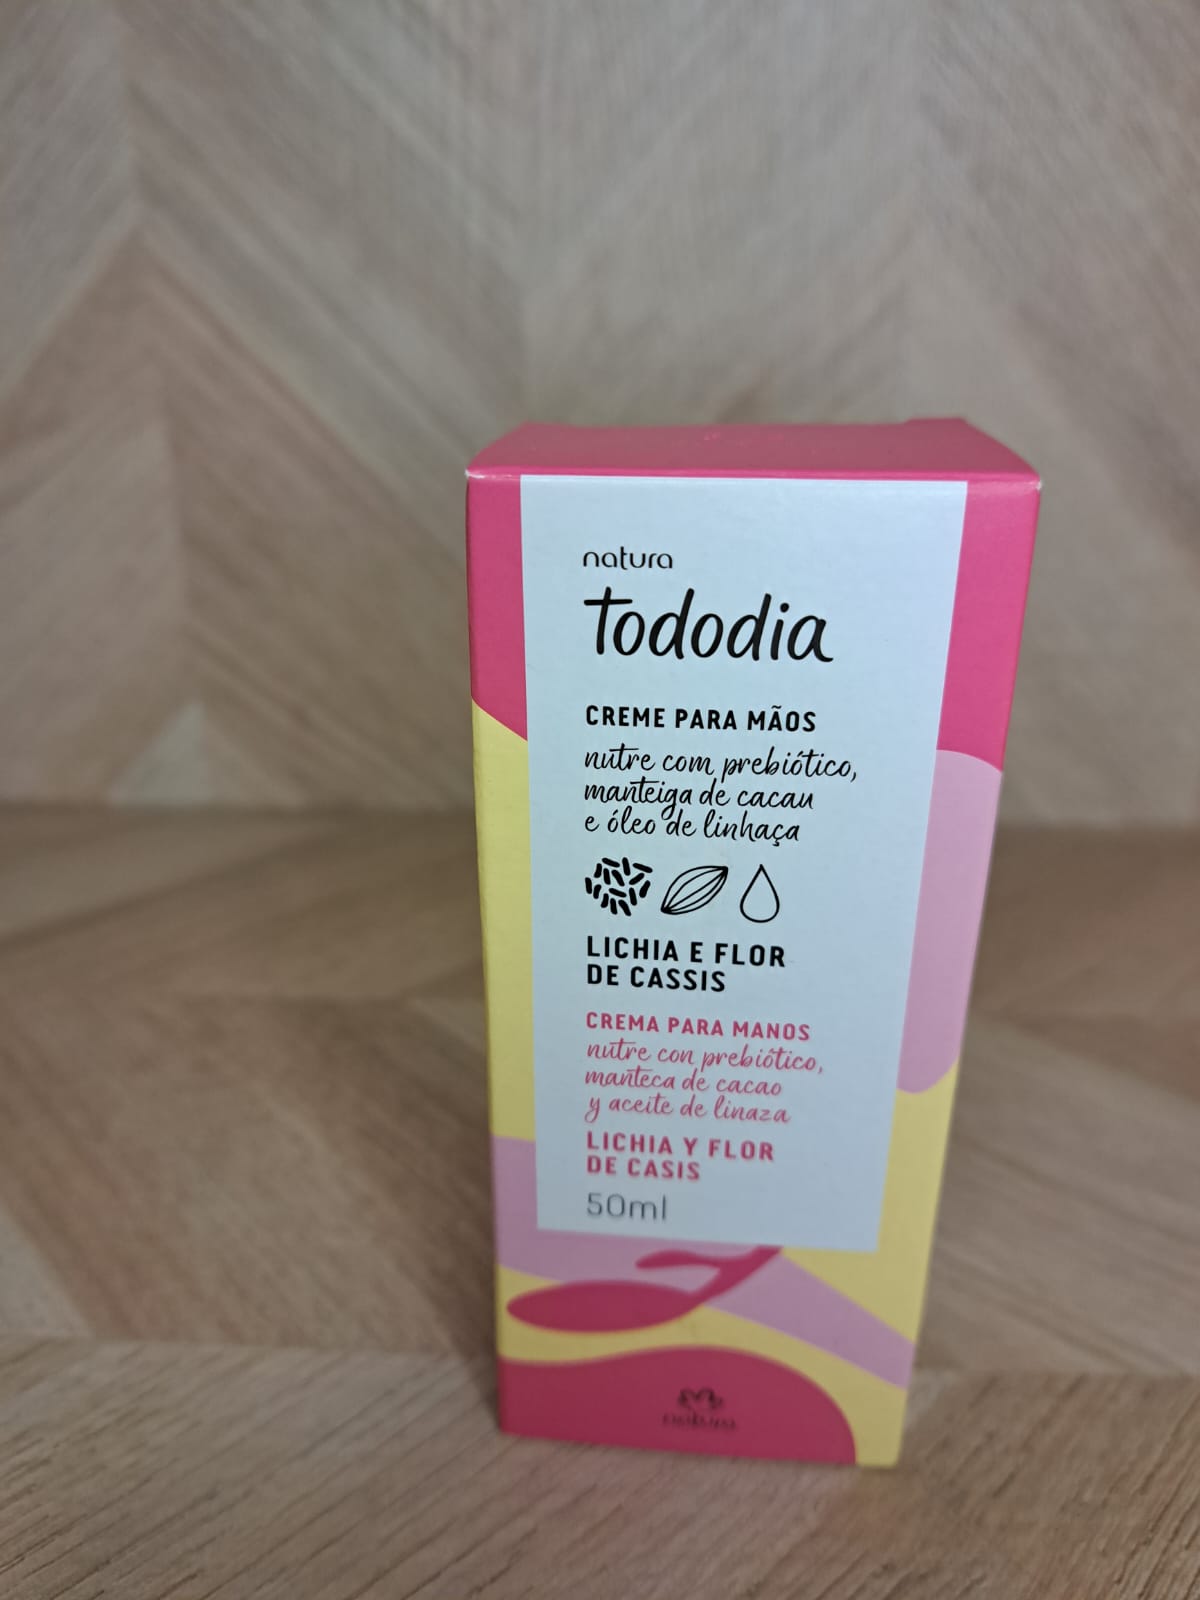 natura
Tododia
CREME PARA MÃOS
nutre com prebiótico,
manteiga de cacau
e óleo de linhaça
LICHIA E FLOR
DE CASSIS
CREMA PARA MANOS
nutre con prebiótico,
manteca de cacao
y aceite de linaza
LICHIA Y FLOR
DE CASIS
50ml
natura